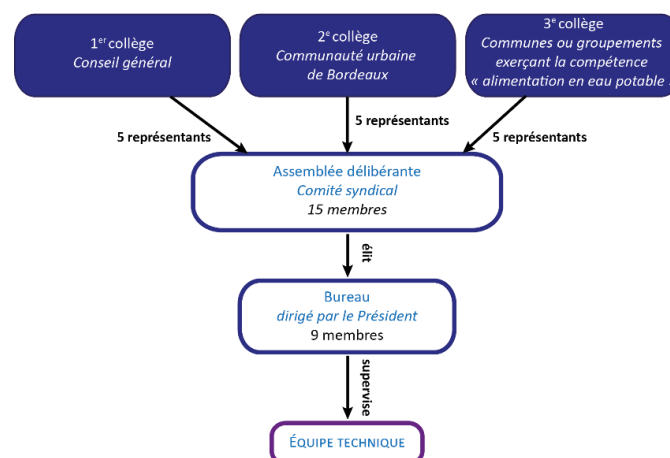 1er collège
Conseil général
2e collège
Communauté urbaine
de Bordeaux
3e collège
Communes ou groupements
exerçant la compétence
« alimentation en eau potable »
5 représentants
5 représentants
5 représentants
Assemblée délibérante
Comité syndical
15 membres
élit
Bureau
dirigé par le Président
9 membres
supervise
ÉQUIPE TECHNIQUE